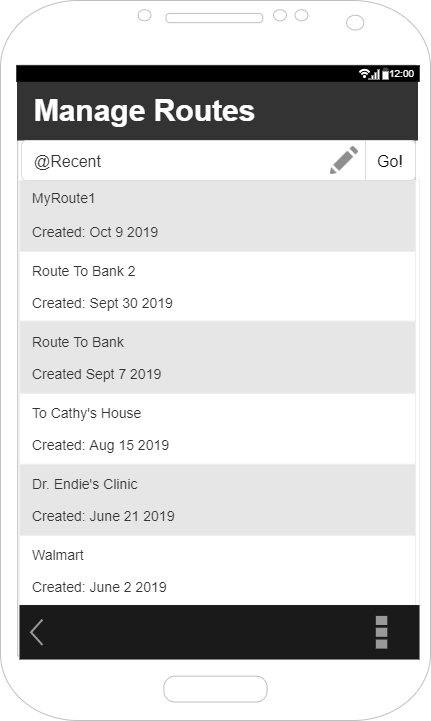 12:00
Manage Routes
@Recent Go!
MyRoute1
Created: Oct 9 2019
Route To Bank 2
Created: Sept 30 2019
Route To Bank
Created Sept 7 2019
To Cathy's House
Created: Aug 15 2019
Dr. Endie's Clinic
Created: June 21 2019
Walmart
Created: June 2 2019